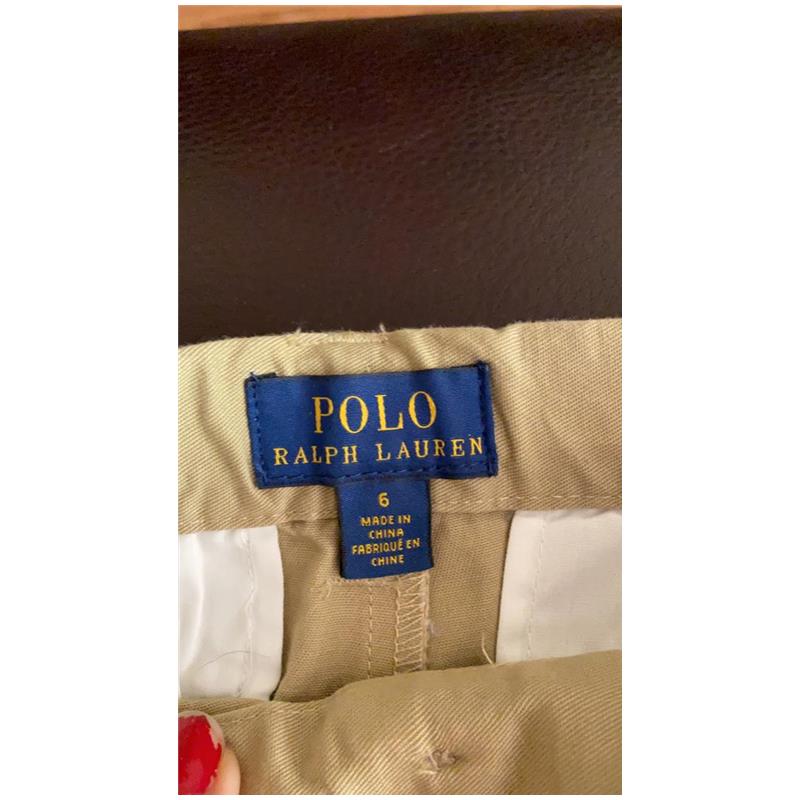 POLO
RALPH LAUREN
6
MADE IN
CHINA
FABRIQUÉ EN
CHINE